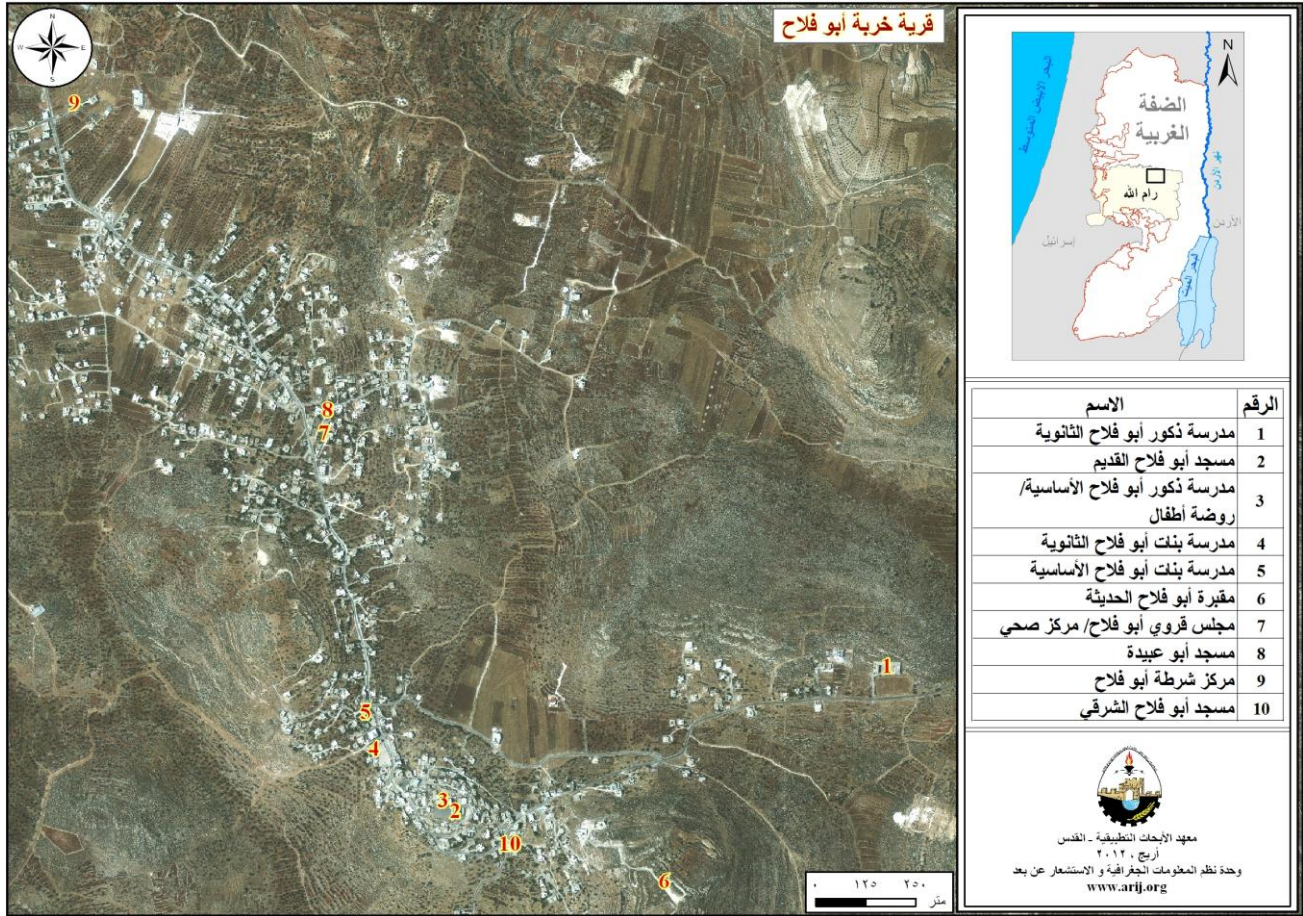 قرية خربة أبو فلاح
N
E
S
W
9
8
7
1
5
4
3
2
10
6
٠ ١٢٥ ٢٥٠
متر
N
البحر الابيض المتوسط
الضفة
الغربية
نهر الأردن
رام الله
الأردن
إسرائيل
البحر الميت
الرقم الاسم
1 مدرسة ذكور أبو فلاح الثانوية
2 مسجد أبو فلاح القديم
3 مدرسة ذكور أبو فلاح الأساسية/
روضة أطفال
4 مدرسة بنات أبو فلاح الثانوية
5 مدرسة بنات أبو فلاح الأساسية
6 مقبرة أبو فلاح الحديثة
7 مجلس قروي أبو فلاح/ مركز صحي
8 مسجد أبو عبيدة
9 مركز شرطة أبو فلاح
10 مسجد أبو فلاح الشرقي
معهد الأبحاث التطبيقية - القدس
أريج ، ٢٠١٢
وحدة نظم المعلومات الجغرافية و الاستشعار عن بعد
www.arij.org